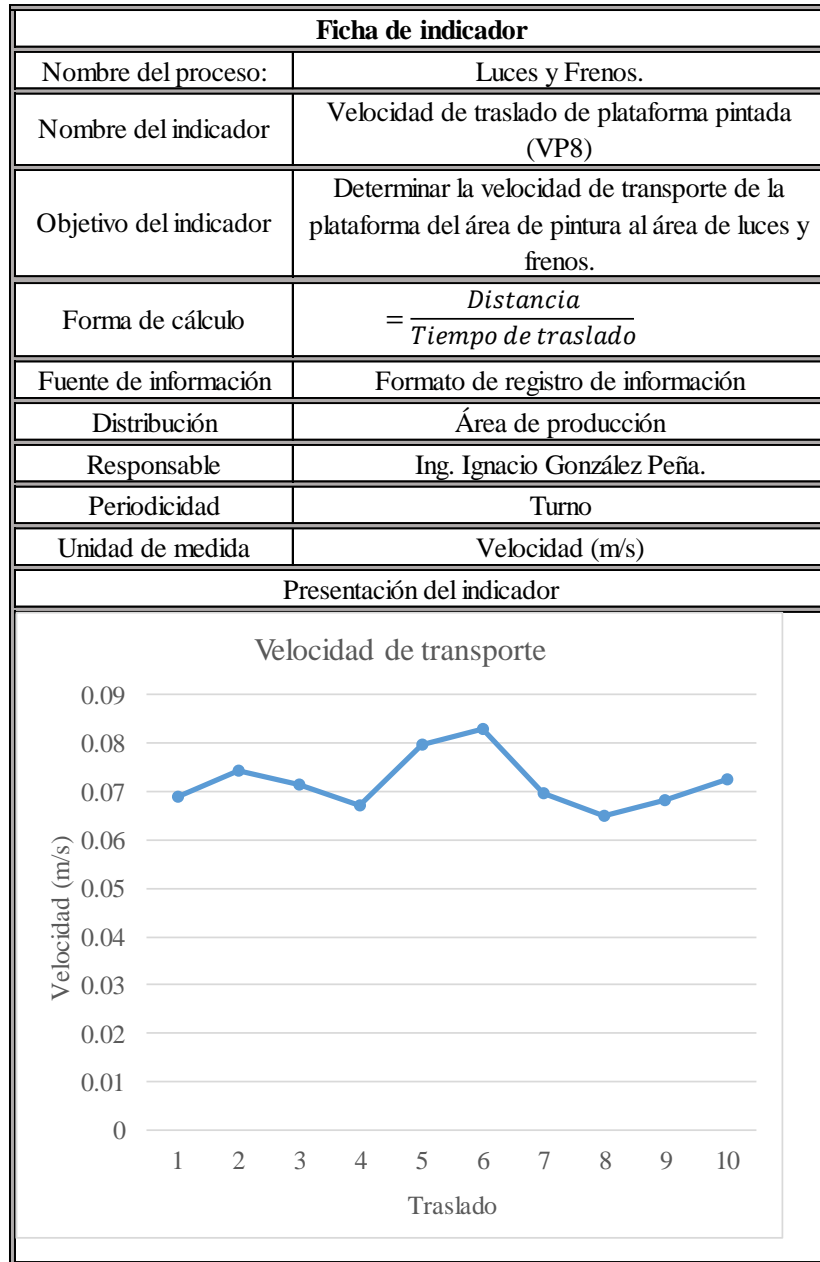 Ficha de indicador
Nombre del proceso: Luces y Frenos.
Nombre del indicador Velocidad de traslado de plataforma pintada
(VP8)
Objetivo del indicador Determinar la velocidad de transporte de la
plataforma del área de pintura al área de luces y
frenos.
Forma de cálculo = Distancia
Tiempo de traslado
Fuente de información Formato de registro de información
Distribución Área de producción
Responsable Ing. Ignacio González Peña.
Periodicidad Turno
Unidad de medida Velocidad (m/s)
Presentación del indicador
Velocidad de transporte
Velocidad (m/s)
0.09
0.08
0.07
0.06
0.05
0.04
0.03
0.02
0.01
0
1 2 3 4 5 6 7 8 9 10
Traslado